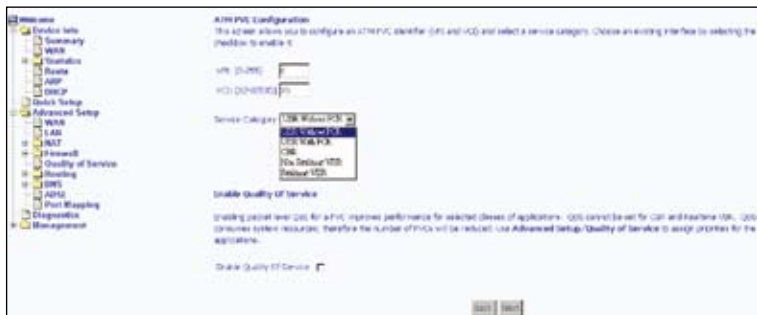 Welcome
Device Info
Summary
WAN
Statistics
Route
ARP
DHCP
Quick Setup
Advanced Setup
WAN
LAN
NAT
Firewall
Quality of Service
Routing
DNS
ADSL
Port Mapping
Diagnostics
Management
ATM PVC Configuration
This screen allows you to configure an ATM PVC identifier (VPI and VCI) and select a service category. Choose an existing interface by selecting the
checkbox to enable it.
VPI: [0-255]
VCI: [32-65535]
Service Category: UBR Without PCR
UBR Without PCR
UBR With PCR
CBR
Non Realtime VBR
Realtime VBR
Enable Quality Of Service
Enabling packet level QoS for a PVC improves performance for selected classes of applications. QoS cannot be set for CBR and Realtime VBR. QoS
consumes system resources; therefore the number of PVCs will be reduced. Use Advanced Setup/Quality of Service to assign priorities for the
applications.
Enable Quality Of Service
Back
Next